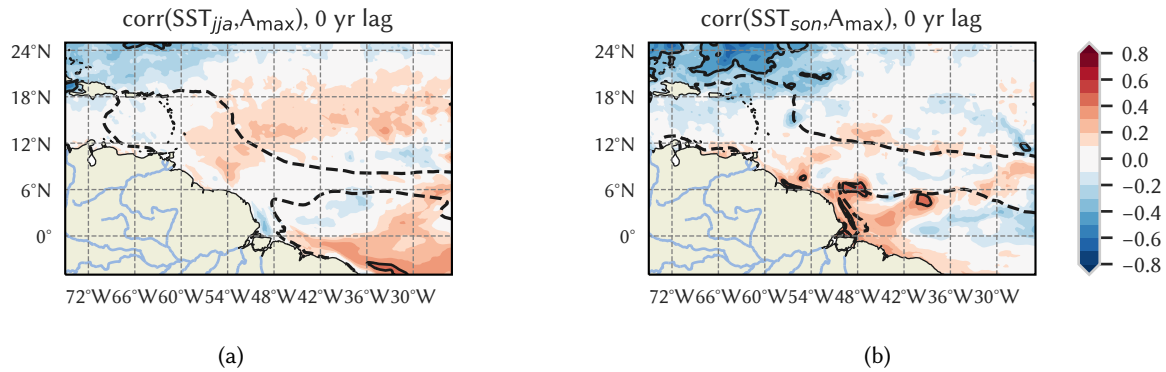 corr(SST_jja,A_max), 0 yr lag
24°N
18°N
12°N
6°N
0°
72°W66°W60°W54°W48°W42°W36°W30°W
(a)
corr(SST_son,A_max), 0 yr lag
24°N
18°N
12°N
6°N
0°
72°W66°W60°W54°W48°W42°W36°W30°W
(b)
0.8
0.6
0.4
0.2
0.0
−0.2
−0.4
−0.6
−0.8